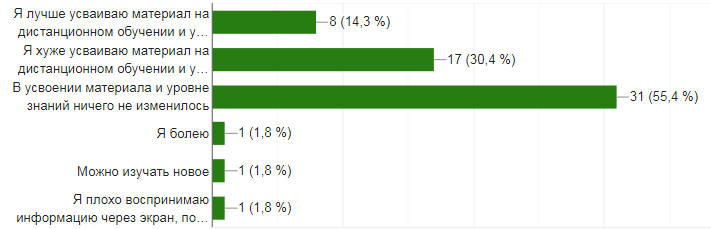 Я лучше усваиваю материал на
дистанционном обучении и у…
8 (14,3 %)
Я хуже усваиваю материал на
дистанционном обучении и у…
17 (30,4 %)
В усвоении материала и уровне
знаний ничего не изменилось
31 (55,4 %)
Я болею
1 (1,8 %)
Можно изучать новое
1 (1,8 %)
Я плохо воспринимаю
информацию через экран, по…
1 (1,8 %)